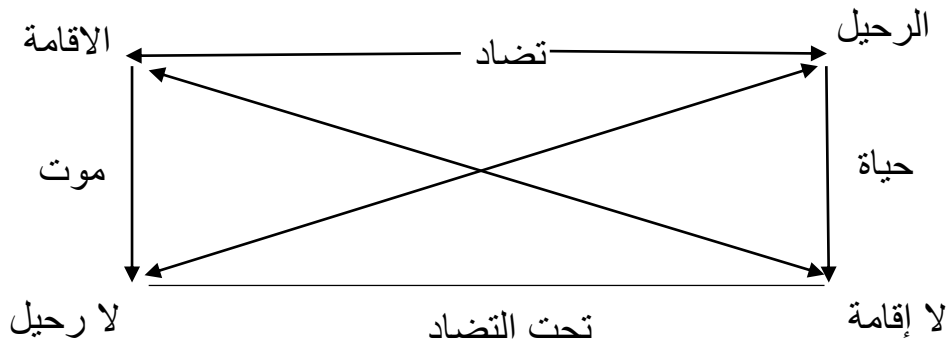 الرحيل
تضاد
الاقامة
حياة
موت
لا إقامة
تحت التضاد
لا رحيل